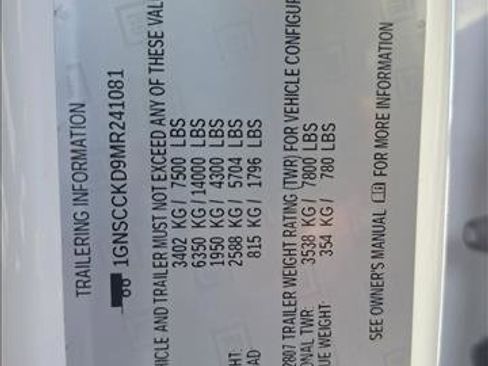 TRAILERING INFORMATION
1GNSCCKD9MR241081
HICLE AND TRAILER MUST NOT EXCEED ANY OF THESE VAL
3402 KG/ 7500 LBS
6350 KG/ 14000 LBS
1950 KG/ 4300 LBS
HT: 2588 KG/ 5704 LBS
AD: 815 KG/ 1796 LBS
2807 TRAILER WEIGHT RATING (TWR) FOR VEHICLE CONFIGUR
ONAL TWR: 3538 KG/ 7800 LBS
UE WEIGHT: 354 KG/ 780 LBS
SEE OWNER'S MANUAL FOR MORE INFORMATION